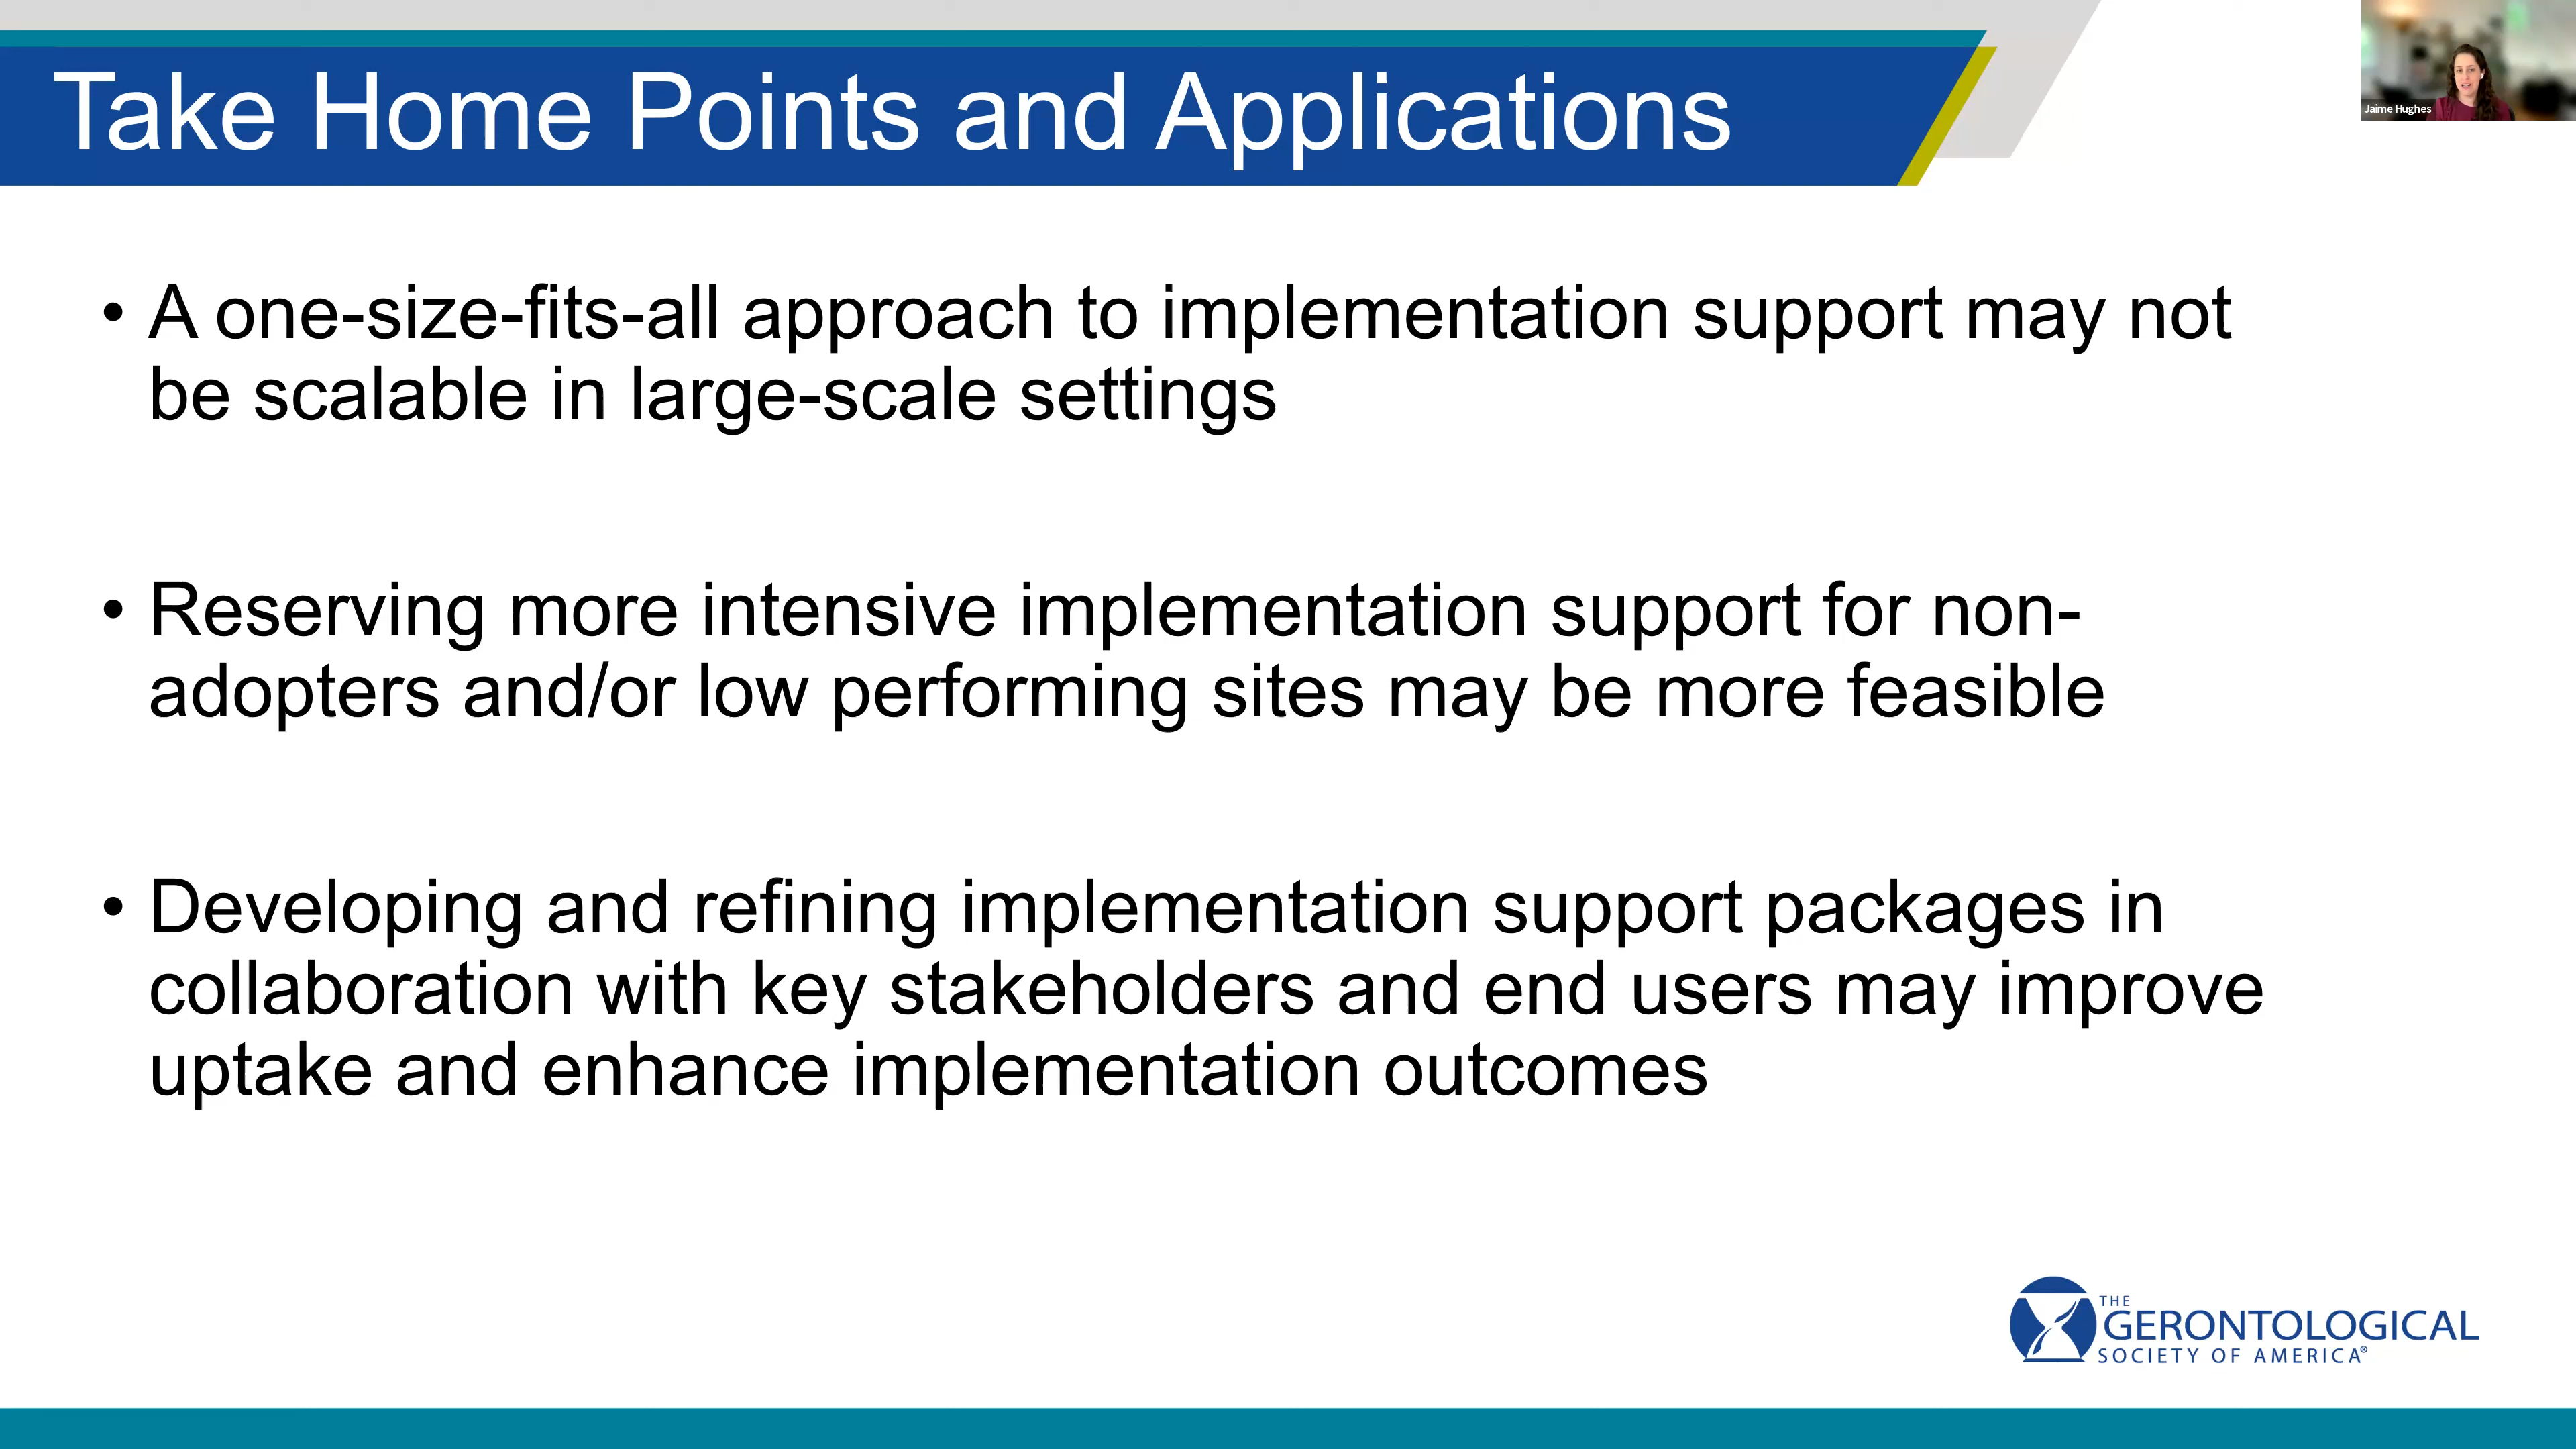 Take Home Points and Applications
Jaime Hughes
• A one-size-fits-all approach to implementation support may not
be scalable in large-scale settings
• Reserving more intensive implementation support for non-
adopters and/or low performing sites may be more feasible
• Developing and refining implementation support packages in
collaboration with key stakeholders and end users may improve
uptake and enhance implementation outcomes
THE
GERONTOLOGICAL
SOCIETY OF AMERICA®